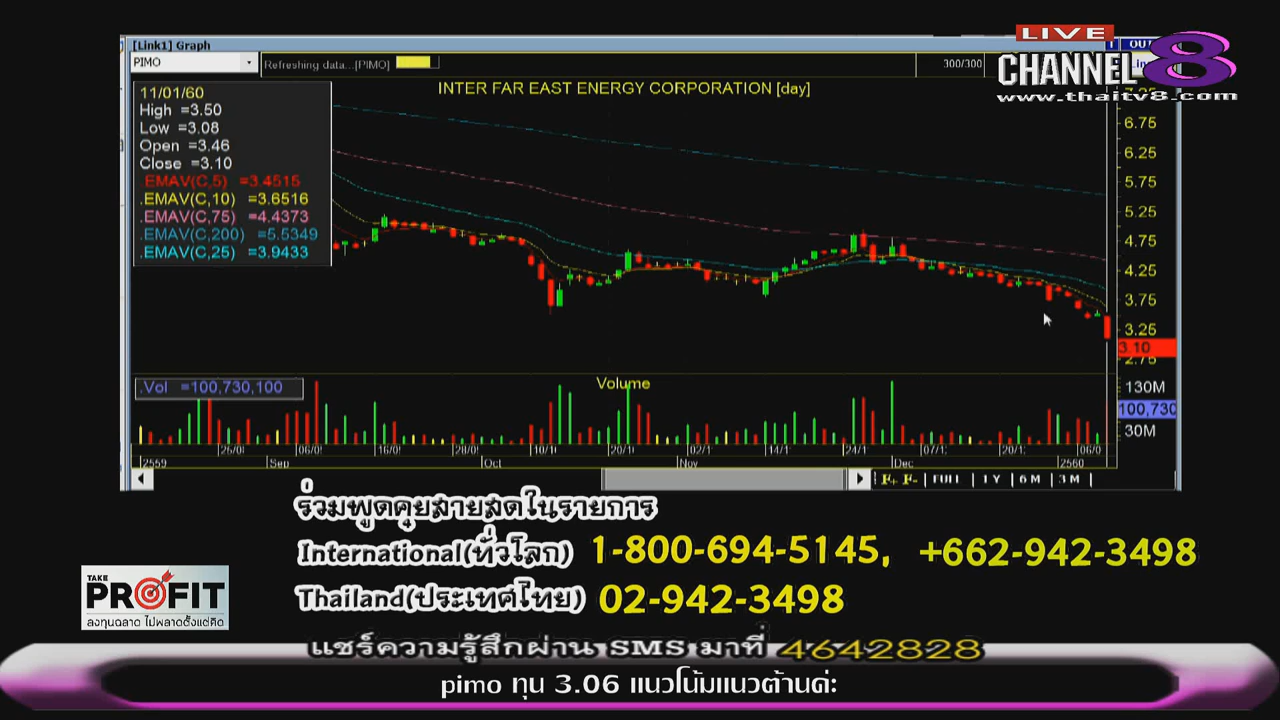 LIVE
CHANNEL 8
www.thaitv8.com
[Link1] Graph
PIMO
Refreshing data...[PIMO]
300/300
INTER FAR EAST ENERGY CORPORATION [day]
11/01/60
High =3.50
Low =3.08
Open =3.46
Close =3.10
.EMAV(C,5) =3.4515
.EMAV(C,10) =3.6516
.EMAV(C,75) =4.4373
.EMAV(C,200) =5.5349
.EMAV(C,25) =3.9433
6.75
6.25
5.75
5.25
4.75
4.25
3.75
3.25
3.10
2.75
.Vol =100,730,100
Volume
130M
100,730
30M
2559 Sep Oct Nov Dec 2560
FULL 1 Y 6 M 3 M
ร่วมพูดคุยสายสดในรายการ
International(ทั่วโลก) 1-800-694-5145, +662-942-3498
Thailand(ประเทศไทย) 02-942-3498
TAKE
PROFIT
ลงทุนฉลาด ไม่พลาดตั้งแต่คิด
แชร์ความรู้สึกผ่าน SMS มาที่ 4642828
pimo ทุน 3.06 แนวโน้มแนวต้านค่ะ